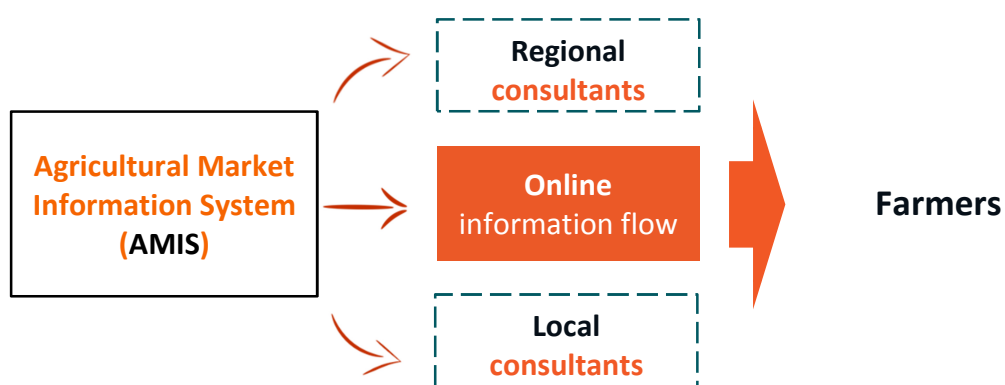 Regional
consultants
Agricultural Market
Information System
(AMIS)
Online
information flow
Farmers
Local
consultants